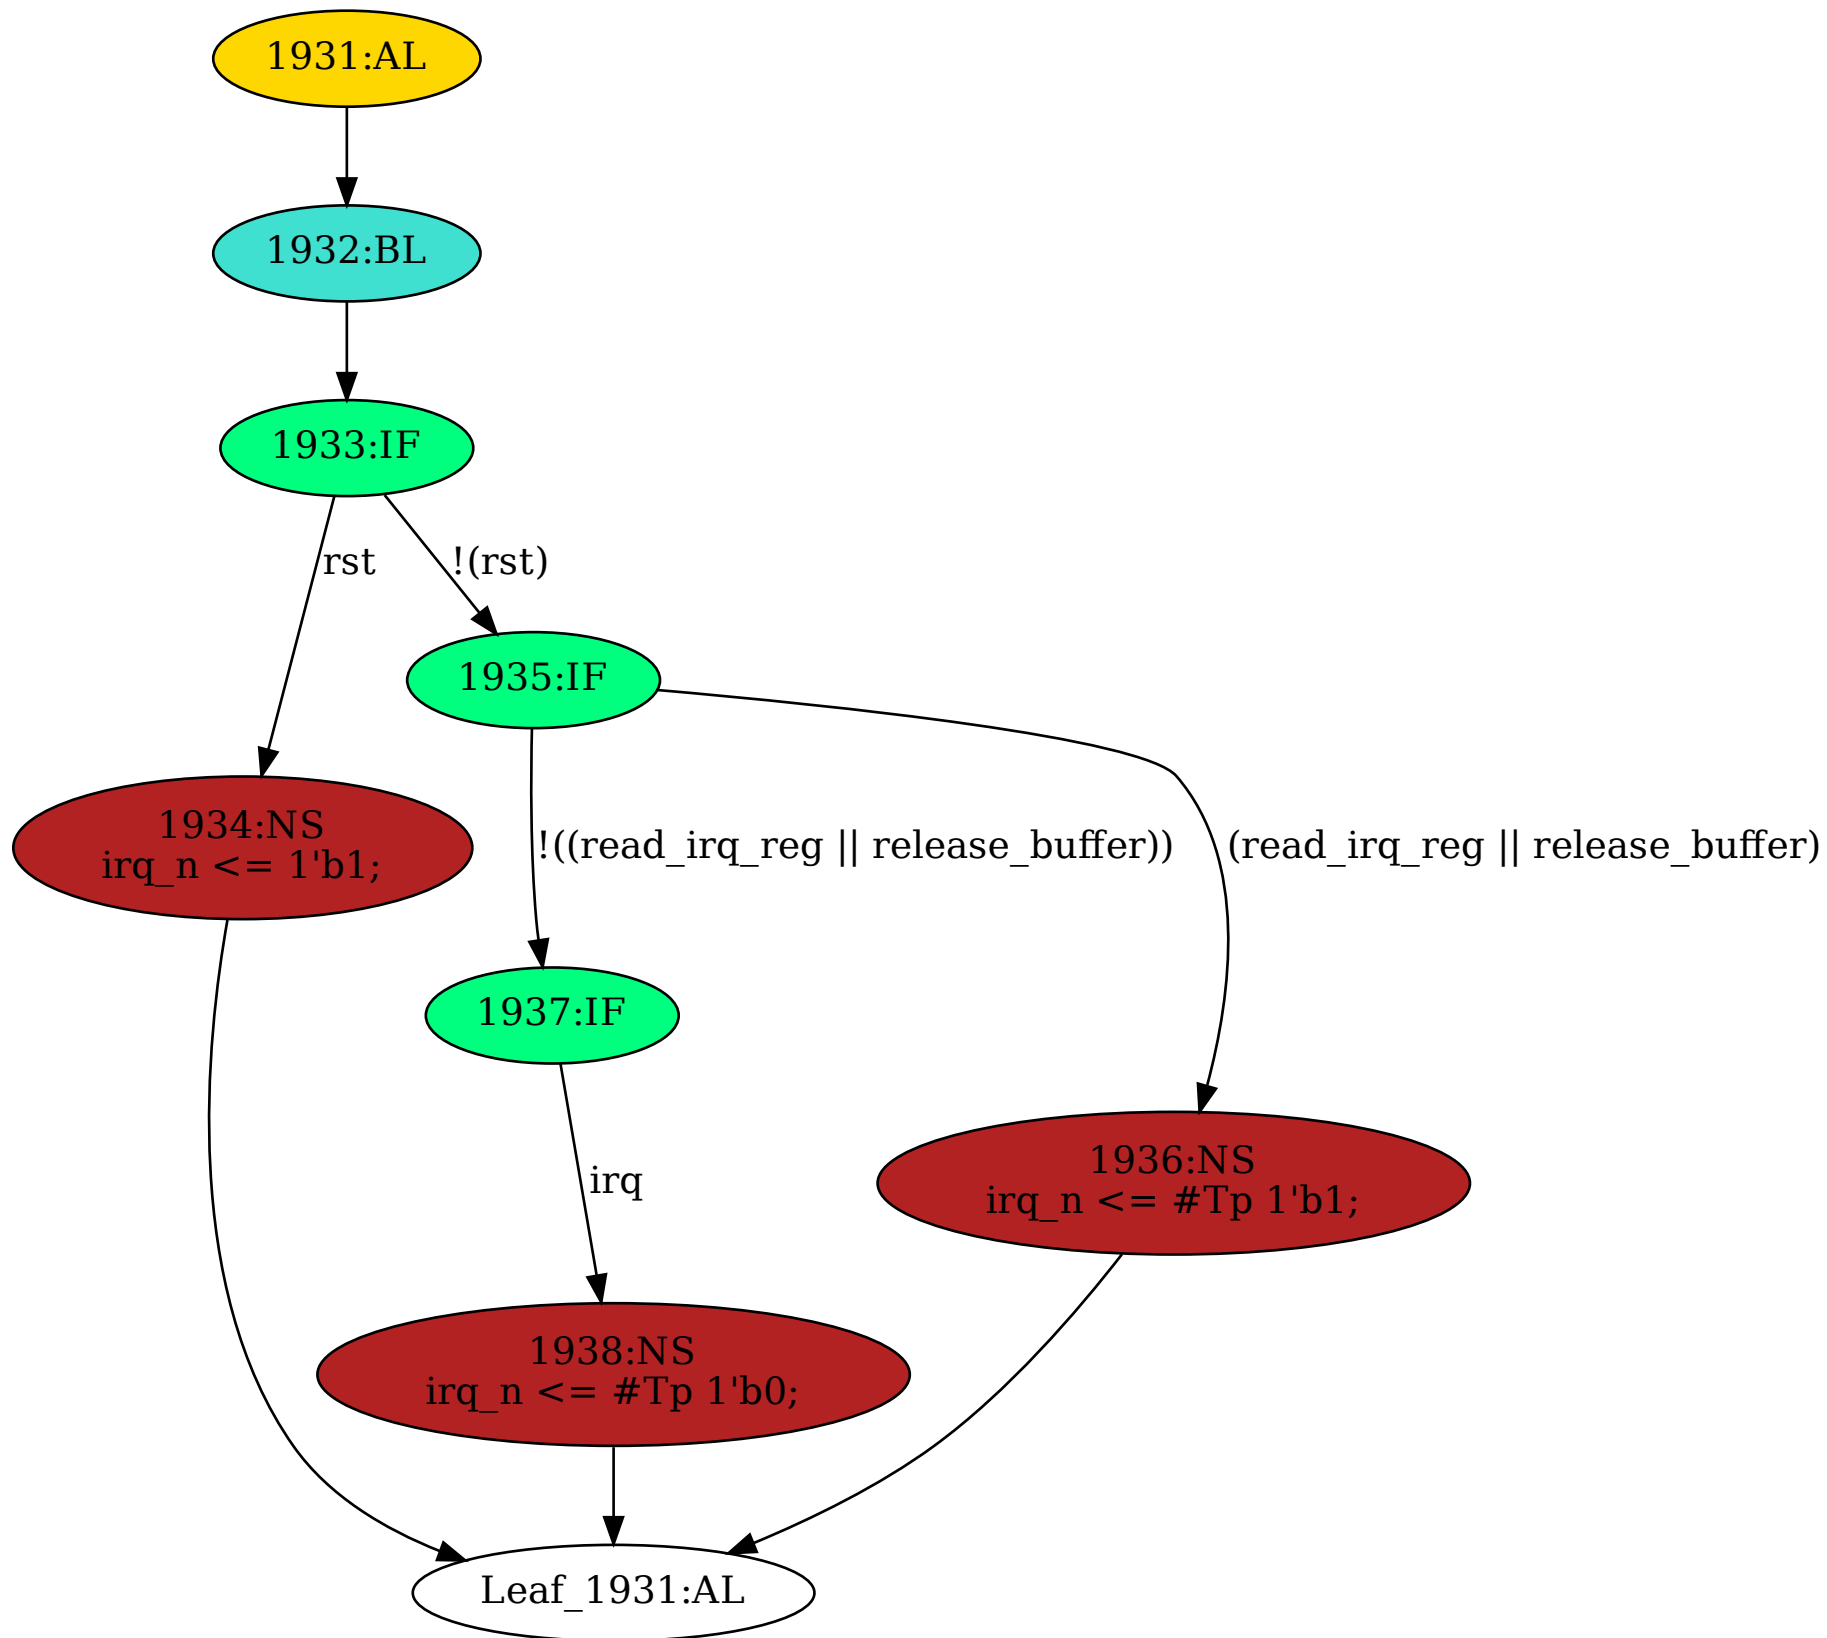 1931:AL
1932:BL
1933:IF
rst
!(rst)
1935:IF
1934:NS
irq_n <= 1'b1;
!((read_irq_reg || release_buffer))
(read_irq_reg || release_buffer)
1937:IF
irq
1936:NS
irq_n <= #Tp 1'b1;
1938:NS
irq_n <= #Tp 1'b0;
Leaf_1931:AL